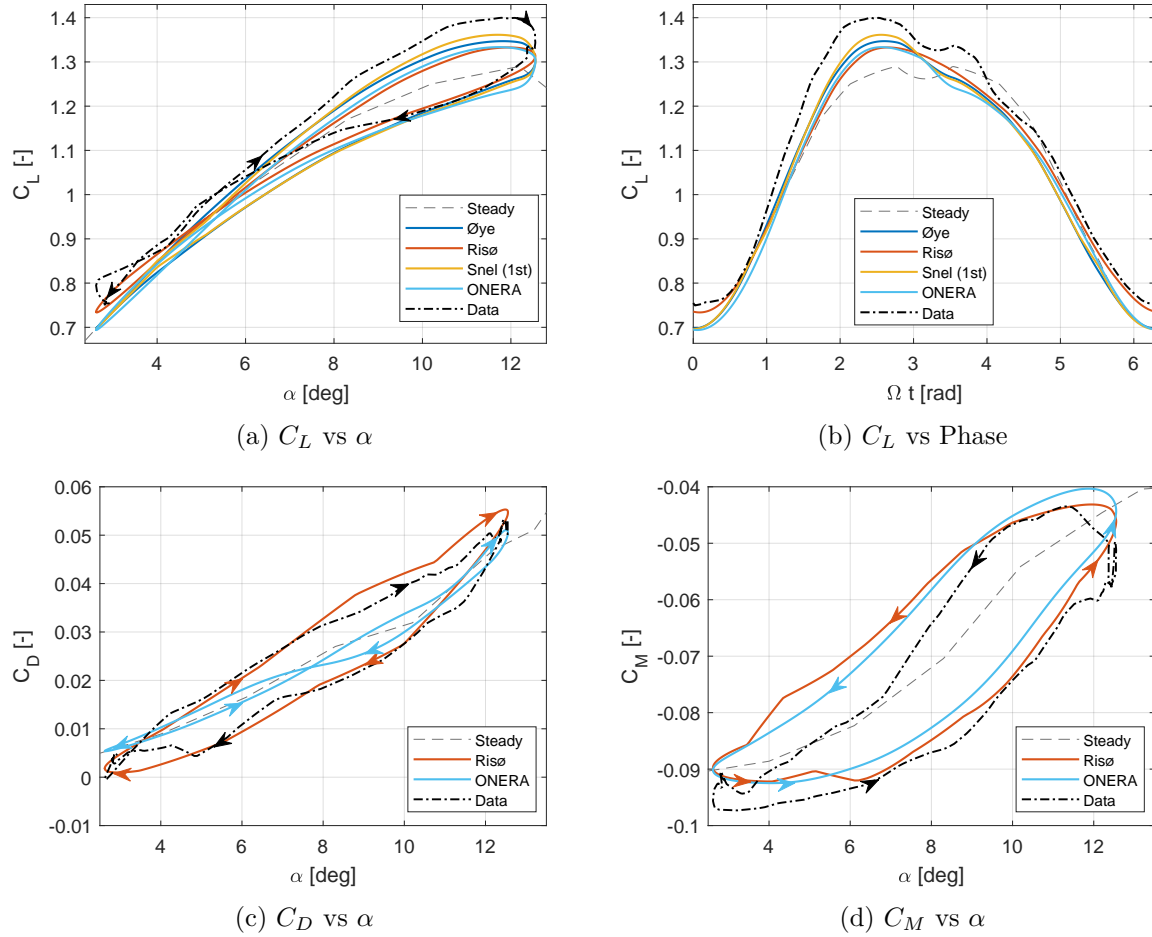 1.4
1.3
1.2
1.1
1
0.9
0.8
0.7
C_L [-]
4
6
8
10
12
α [deg]
Steady
Øye
Risø
Snel (1st)
ONERA
Data
(a) C_L vs α
1.4
1.3
1.2
1.1
1
0.9
0.8
0.7
C_L [-]
0
1
2
3
4
5
6
Ω t [rad]
Steady
Øye
Risø
Snel (1st)
ONERA
Data
(b) C_L vs Phase
0.06
0.05
0.04
0.03
0.02
0.01
0
-0.01
C_D [-]
4
6
8
10
12
α [deg]
Steady
Risø
ONERA
Data
(c) C_D vs α
-0.04
-0.05
-0.06
-0.07
-0.08
-0.09
-0.1
C_M [-]
4
6
8
10
12
α [deg]
Steady
Risø
ONERA
Data
(d) C_M vs α